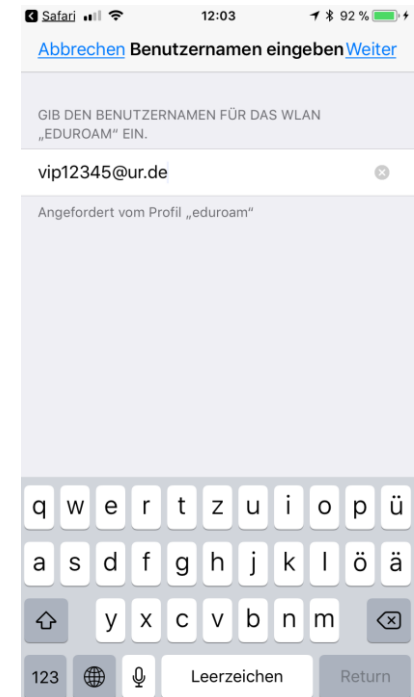 Safari 12:03 92 %
Abbrechen Benutzernamen eingeben Weiter
GIB DEN BENUTZERNAMEN FÜR DAS WLAN
„EDUROAM“ EIN.
vip12345@ur.de
Angefordert vom Profil „eduroam“
q w e r t z u i o p ü
a s d f g h j k l ö ä
y x c v b n m
123 Leerzeichen Return